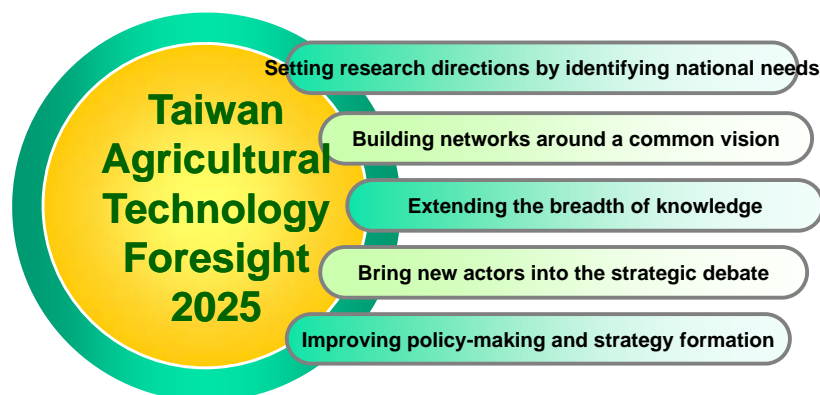 Taiwan
Agricultural
Technology
Foresight
2025
Setting research directions by identifying national needs
Building networks around a common vision
Extending the breadth of knowledge
Bring new actors into the strategic debate
Improving policy-making and strategy formation